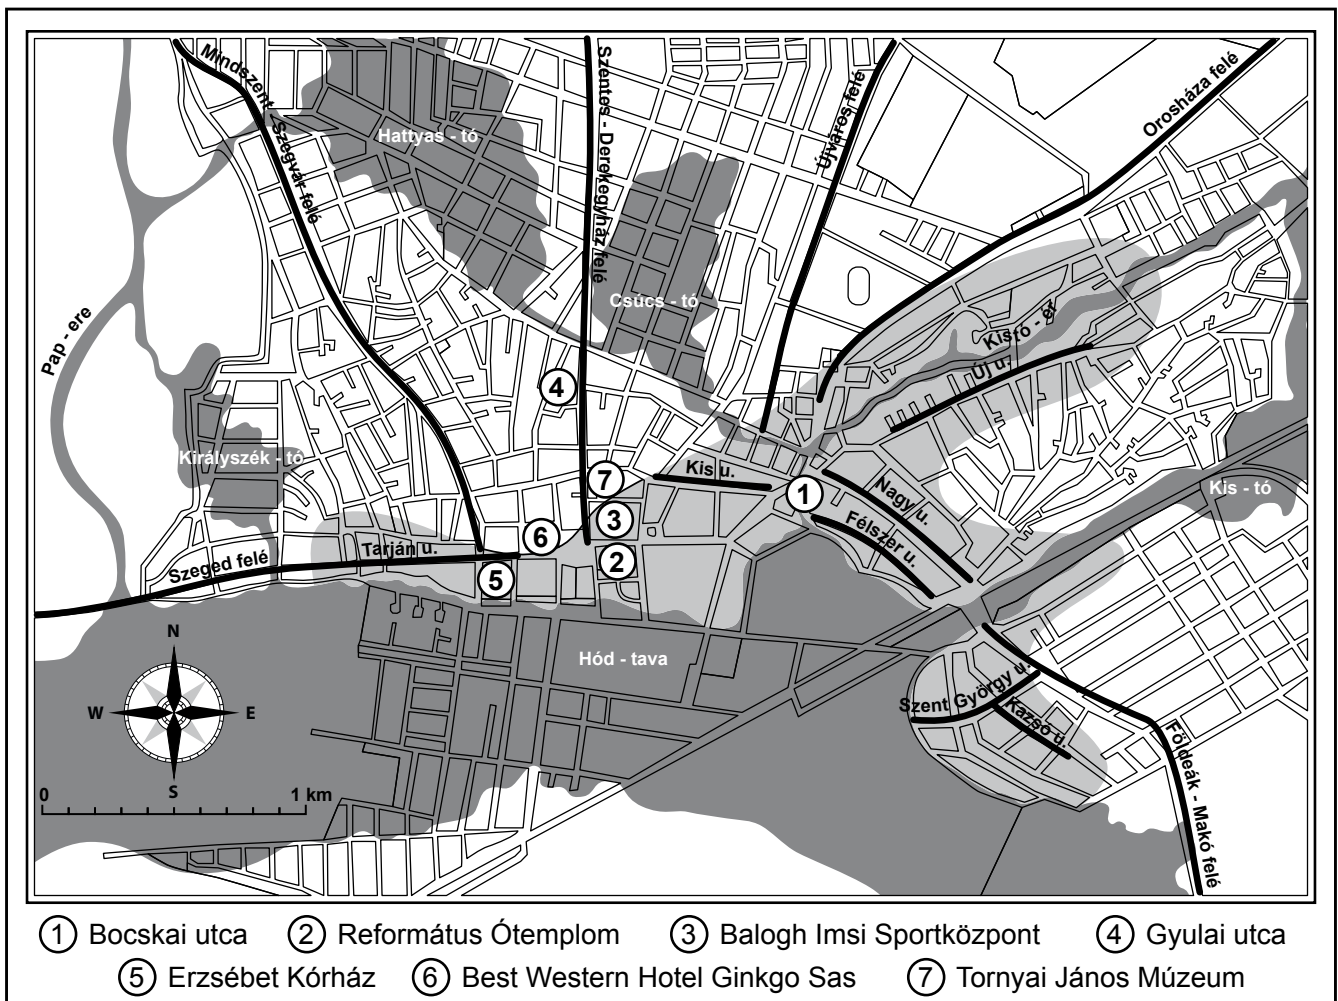 Mindszent - Szegvár felé
Hattyas - tó
Szentes - Derekegyház felé
Újváros felé
Orosháza felé
Csúcs - tó
Pap - ere
Kistó - ér
Új u.
4
Királyszék - tó
7
Kis u.
1
Nagy u.
Kis - tó
3
Félszer u.
6
Tarján u.
2
Szeged felé
5
N
W
E
S
0
1 km
Hód - tava
Szent György u.
Kazsó u.
Földeák - Makó felé
1 Bocskai utca 2 Református Ótemplom 3 Balogh Imsi Sportközpont 4 Gyulai utca
5 Erzsébet Kórház 6 Best Western Hotel Ginkgo Sas 7 Tornyai János Múzeum